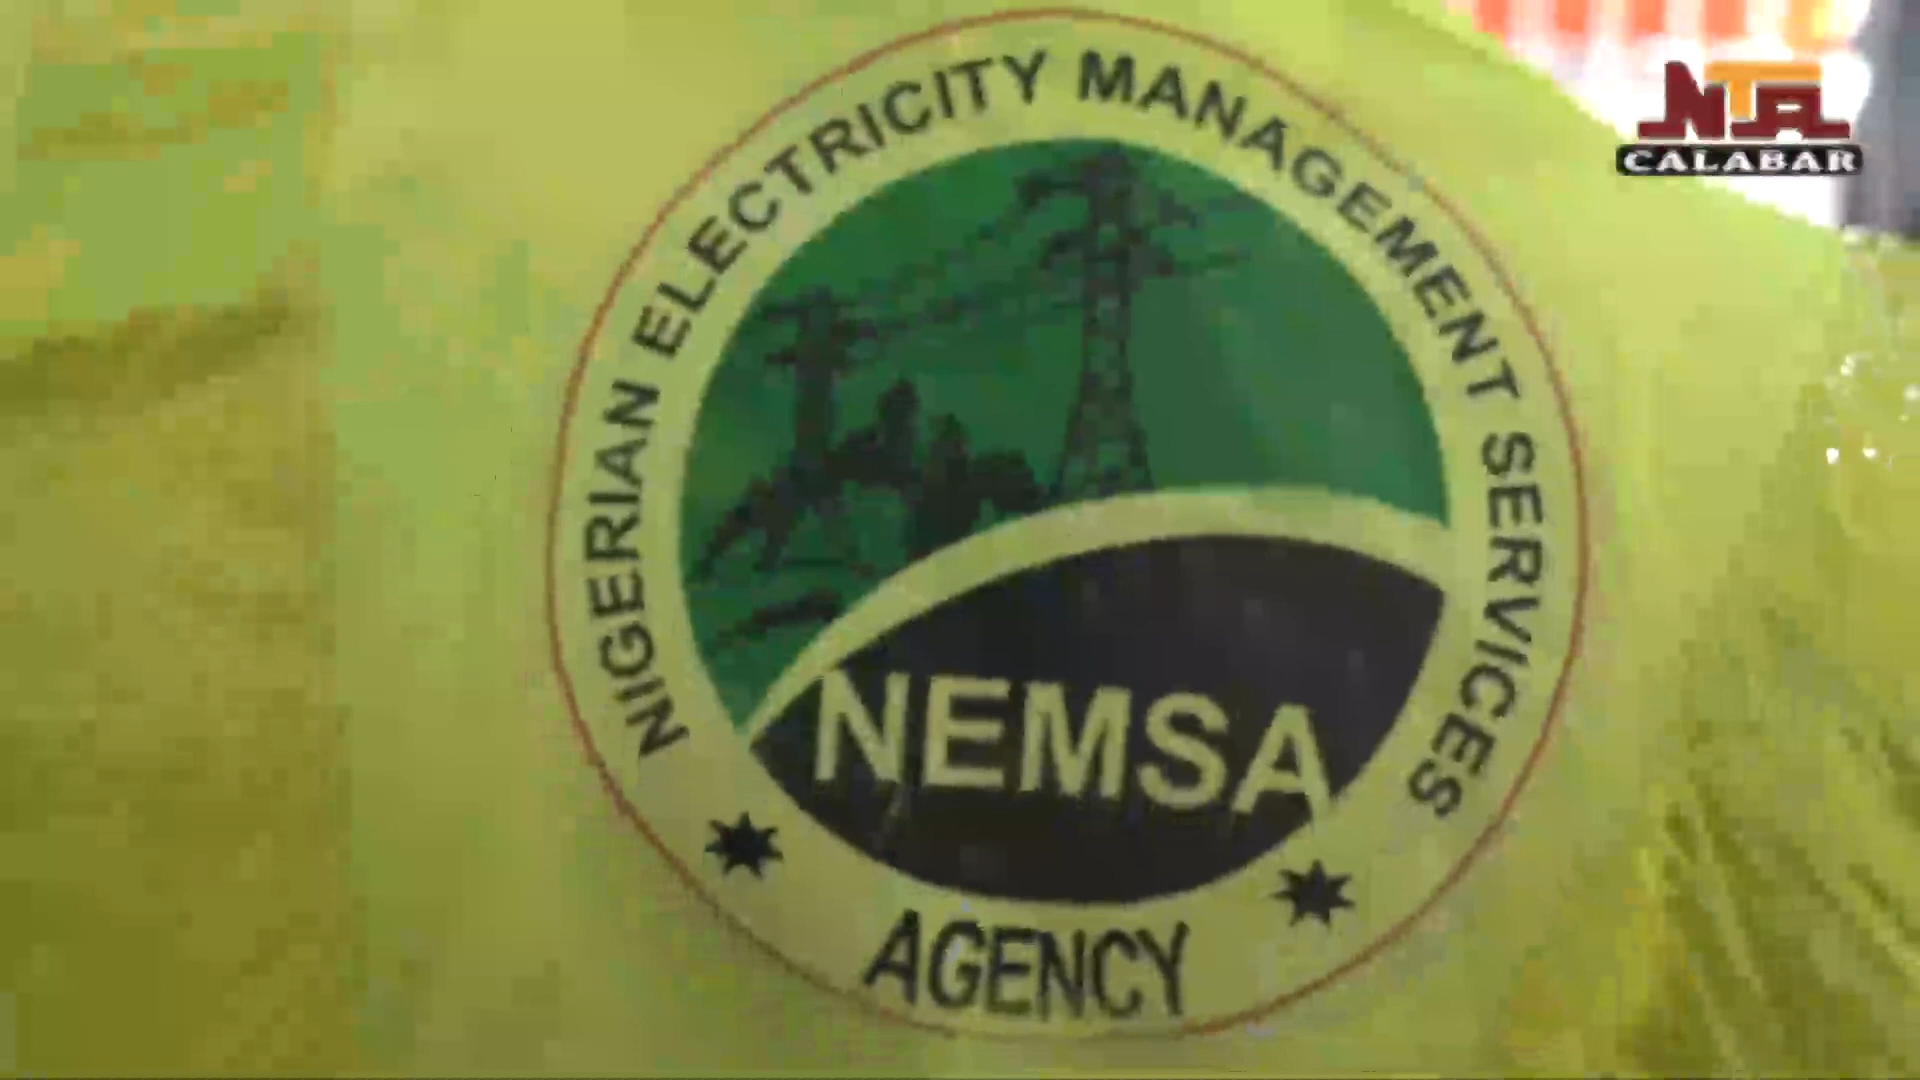 NTA
CALABAR
NIGERIAN ELECTRICITY MANAGEMENT SERVICES
NEMSA
AGENCY